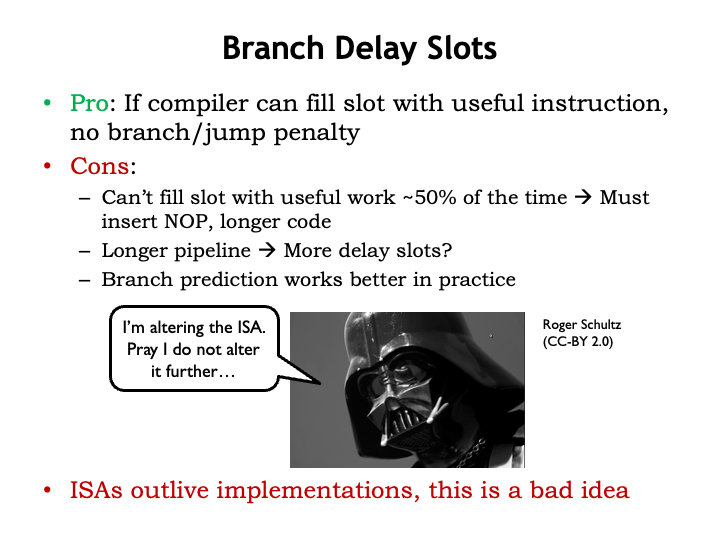 Branch Delay Slots
• Pro: If compiler can fill slot with useful instruction,
no branch/jump penalty
• Cons:
– Can’t fill slot with useful work ~50% of the time → Must
insert NOP, longer code
– Longer pipeline → More delay slots?
– Branch prediction works better in practice
I’m altering the ISA.
Pray I do not alter
it further…
Roger Schultz
(CC-BY 2.0)
• ISAs outlive implementations, this is a bad idea